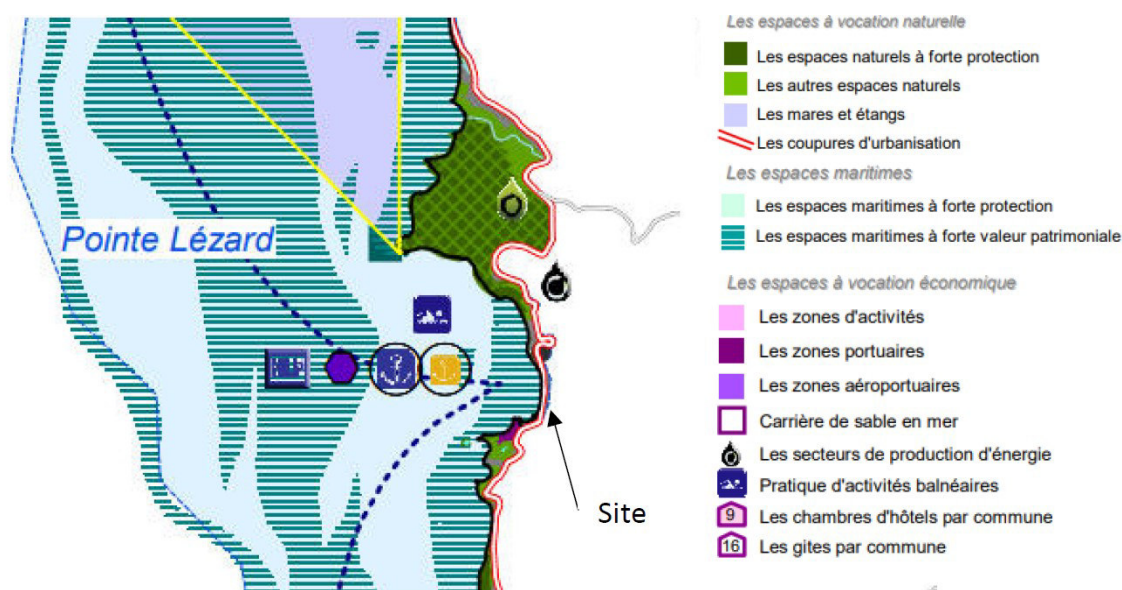 Pointe Lézard
Site
Les espaces à vocation naturelle
Les espaces naturels à forte protection
Les autres espaces naturels
Les mares et étangs
Les coupures d'urbanisation
Les espaces maritimes
Les espaces maritimes à forte protection
Les espaces maritimes à forte valeur patrimoniale
Les espaces à vocation économique
Les zones d'activités
Les zones portuaires
Les zones aéroportuaires
Carrière de sable en mer
Les secteurs de production d'énergie
Pratique d'activités balnéaires
9 Les chambres d'hôtels par commune
16 Les gites par commune